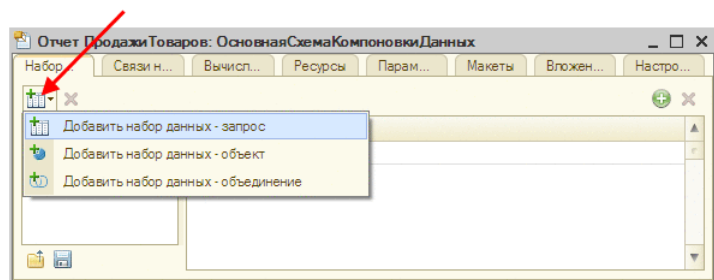 Отчет ПродажиТоваров: ОсновнаяСхемаКомпоновкиДанных
Набор... Связи н... Вычисл... Ресурсы Парам... Макеты Вложен... Настро...
Добавить набор данных - запрос
Добавить набор данных - объект
Добавить набор данных - объединение